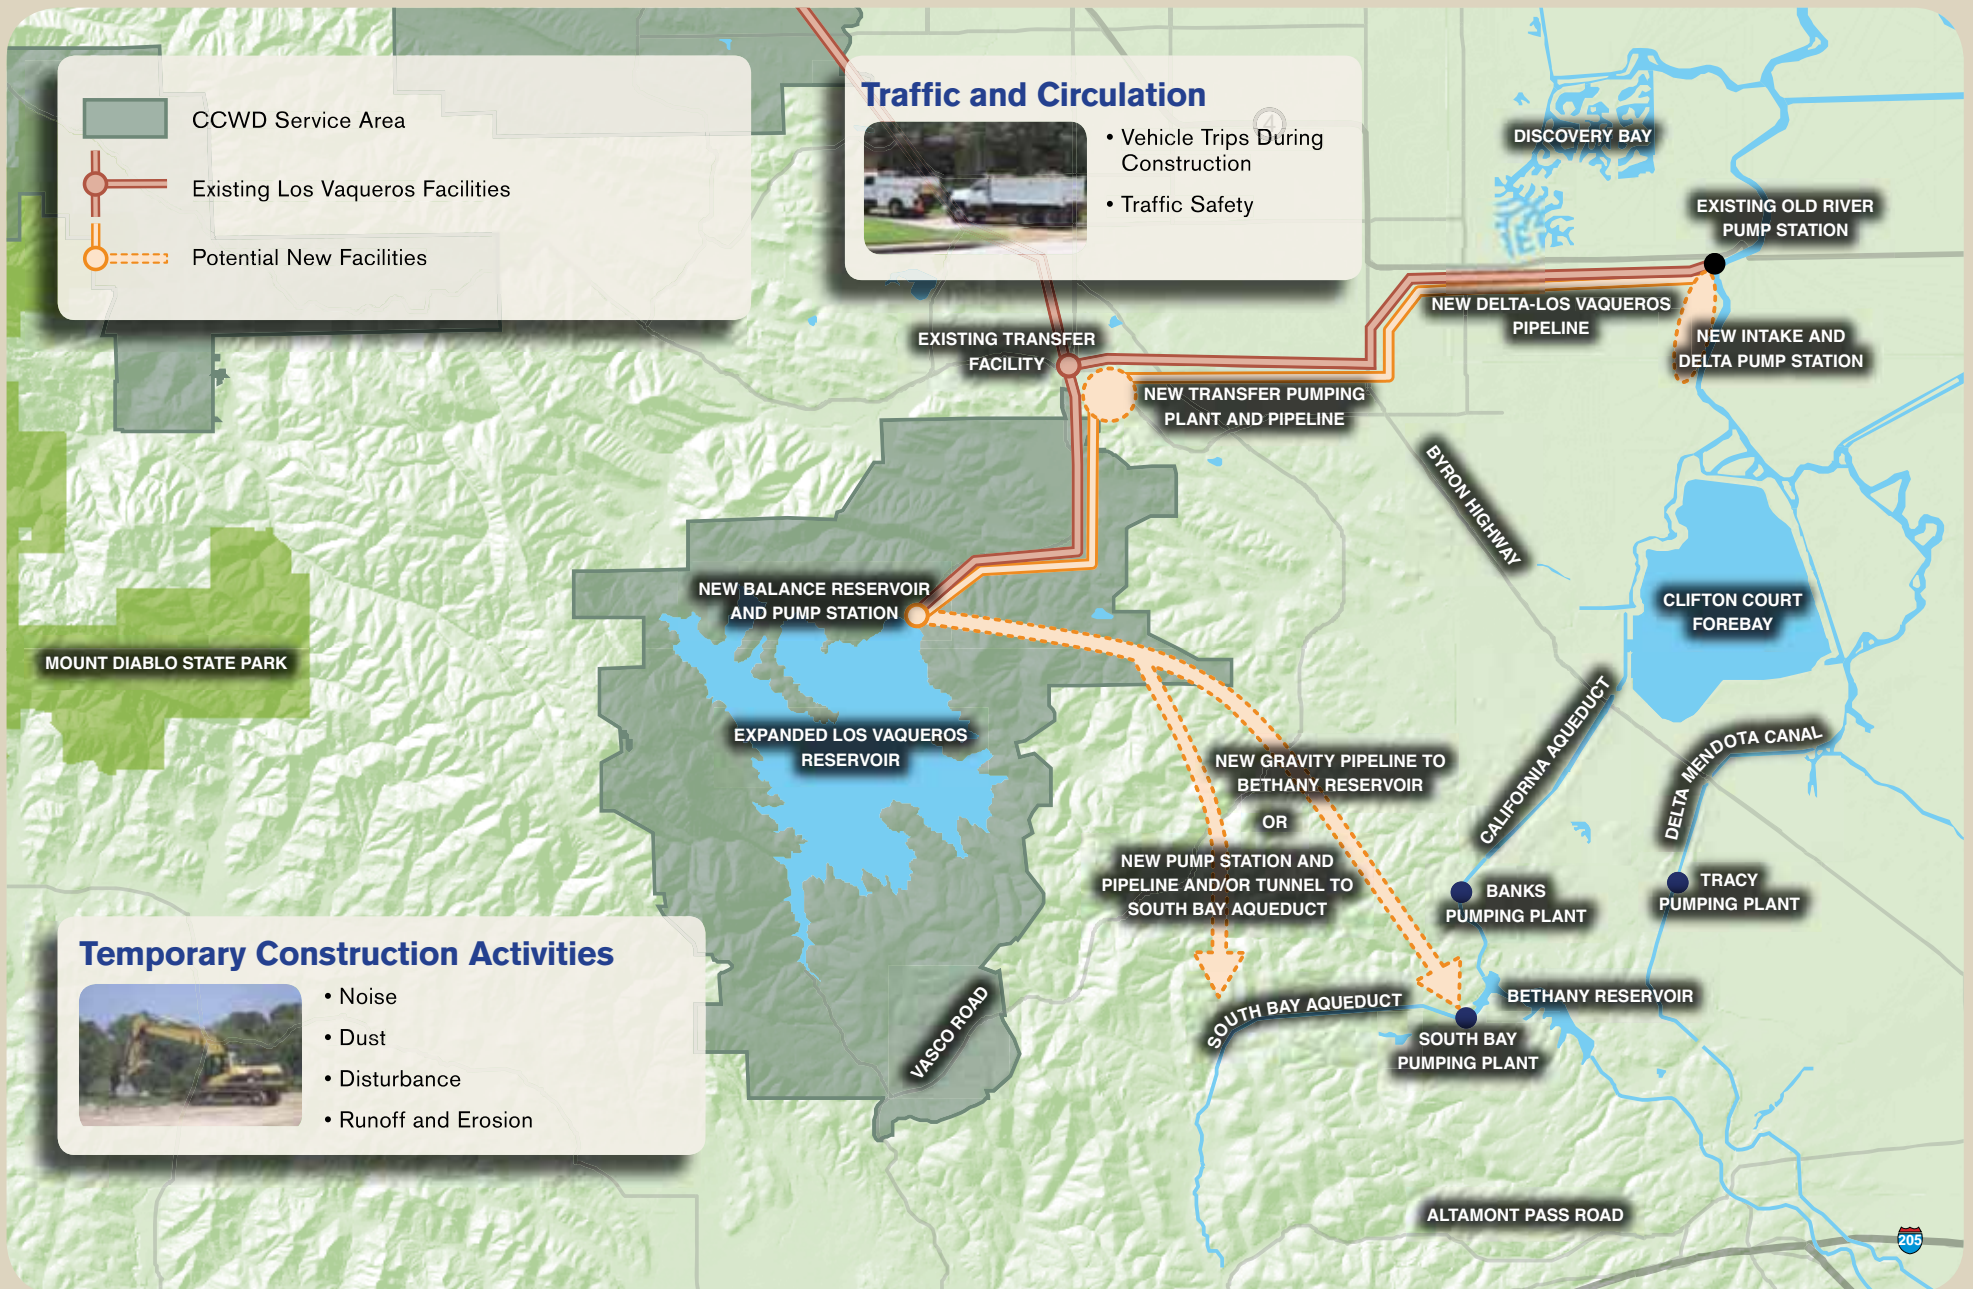 CCWD Service Area
Existing Los Vaqueros Facilities
Potential New Facilities
Traffic and Circulation
• Vehicle Trips During
Construction
• Traffic Safety
4
DISCOVERY BAY
EXISTING OLD RIVER
PUMP STATION
NEW DELTA-LOS VAQUEROS
PIPELINE
NEW INTAKE AND
DELTA PUMP STATION
EXISTING TRANSFER
FACILITY
NEW TRANSFER PUMPING
PLANT AND PIPELINE
BYRON HIGHWAY
NEW BALANCE RESERVOIR
AND PUMP STATION
CLIFTON COURT
FOREBAY
MOUNT DIABLO STATE PARK
EXPANDED LOS VAQUEROS
RESERVOIR
CALIFORNIA AQUEDUCT
DELTA MENDOTA CANAL
NEW GRAVITY PIPELINE TO
BETHANY RESERVOIR
OR
NEW PUMP STATION AND
PIPELINE AND/OR TUNNEL TO
SOUTH BAY AQUEDUCT
BANKS
PUMPING PLANT
TRACY
PUMPING PLANT
Temporary Construction Activities
• Noise
• Dust
• Disturbance
• Runoff and Erosion
VASCO ROAD
SOUTH BAY AQUEDUCT
BETHANY RESERVOIR
SOUTH BAY
PUMPING PLANT
ALTAMONT PASS ROAD
205